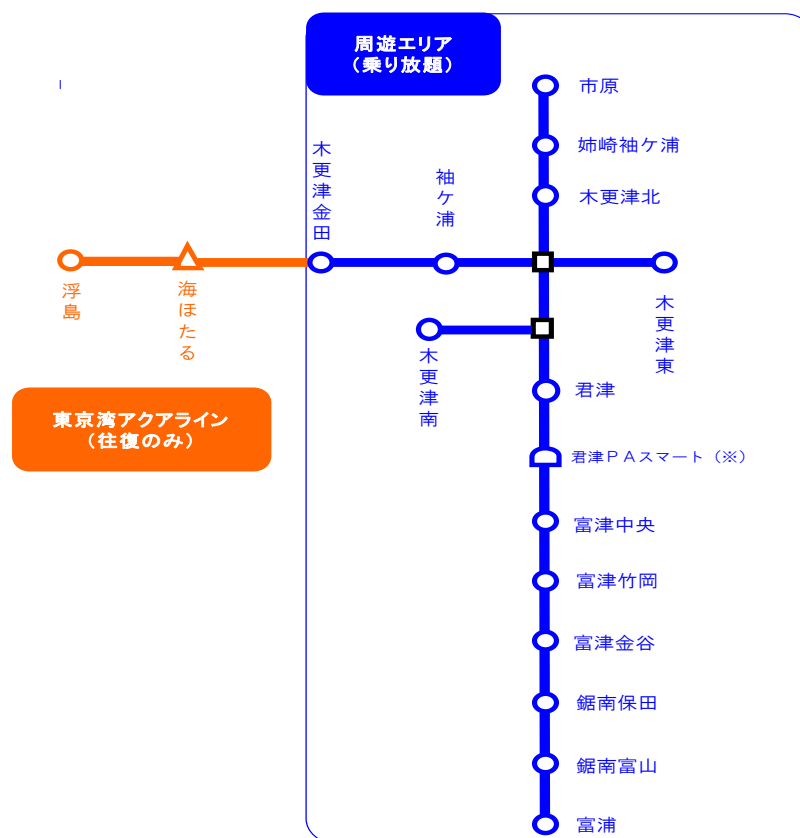 周遊エリア
（乗り放題）
市原
姉崎袖ケ浦
木更津北
木更津金田
袖ケ浦
浮島
海ほたる
木更津東
木更津南
東京湾アクアライン
（往復のみ）
君津
君津ＰＡスマート（※）
富津中央
富津竹岡
富津金谷
鋸南保田
鋸南富山
富浦